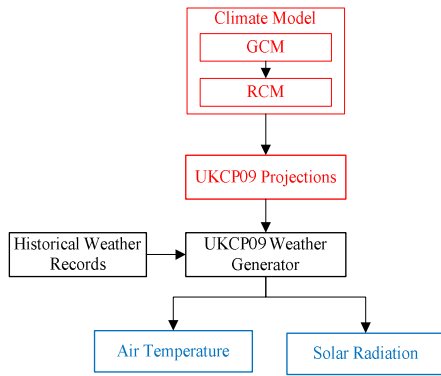 Climate Model
GCM
RCM
UKCP09 Projections
Historical Weather
Records
UKCP09 Weather
Generator
Air Temperature
Solar Radiation